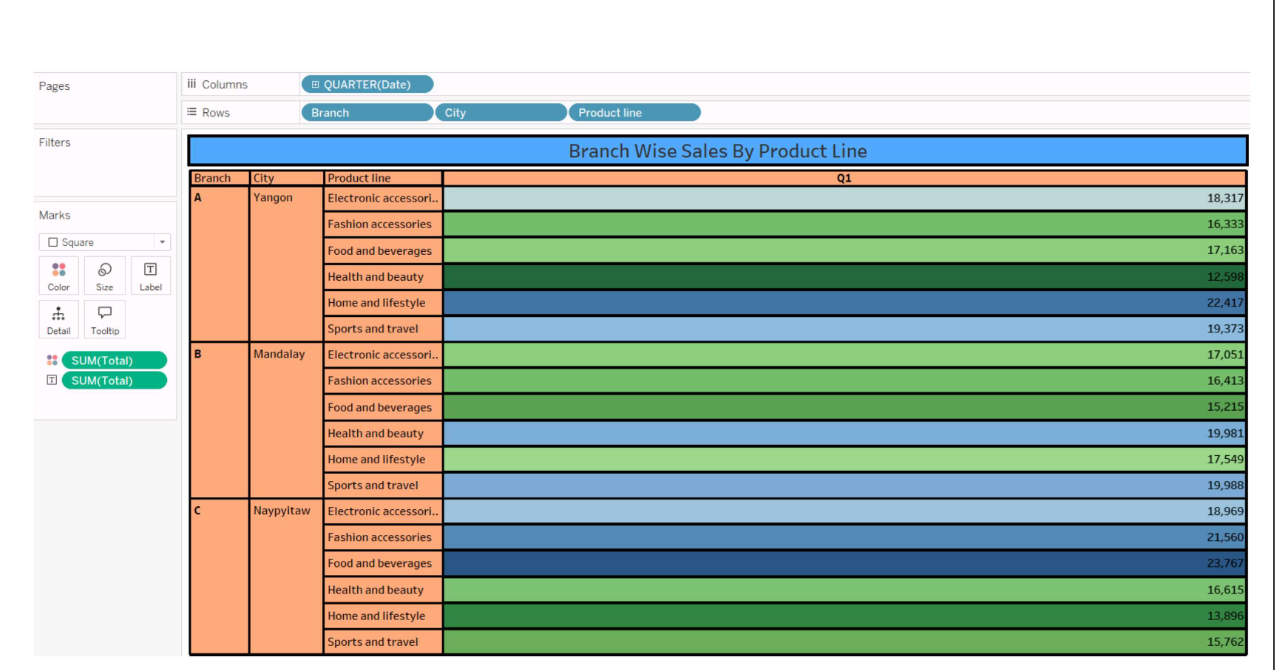 Pages
Columns
QUARTER(Date)
Rows
Branch
City
Product line
Filters
Marks
Square
Color
Size
Label
Detail
Tooltip
SUM(Total)
SUM(Total)
Branch Wise Sales By Product Line
Branch City Product line Q1
A Yangon Electronic accessori.. 18,317
Fashion accessories 16,333
Food and beverages 17,163
Health and beauty 12,598
Home and lifestyle 22,417
Sports and travel 19,373
B Mandalay Electronic accessori.. 17,051
Fashion accessories 16,413
Food and beverages 15,215
Health and beauty 19,981
Home and lifestyle 17,549
Sports and travel 19,988
C Naypyitaw Electronic accessori.. 18,969
Fashion accessories 21,560
Food and beverages 23,767
Health and beauty 16,615
Home and lifestyle 13,896
Sports and travel 15,762